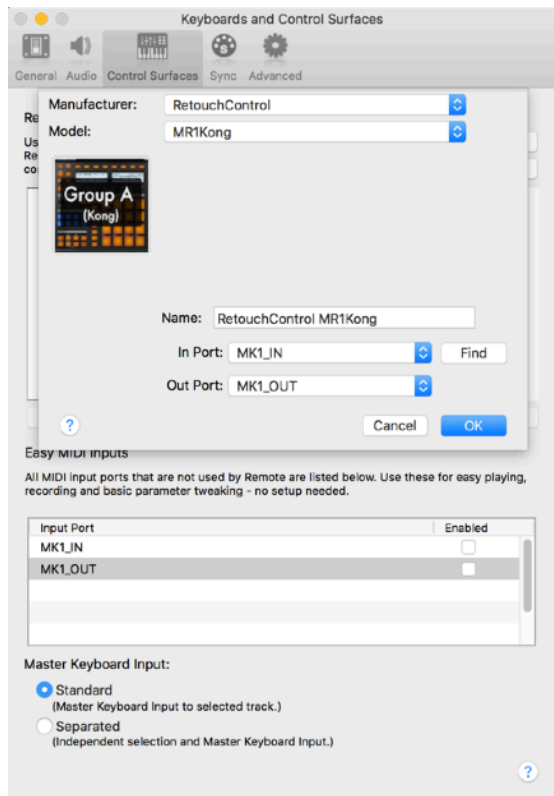 Keyboards and Control Surfaces
General Audio Control Surfaces Sync Advanced
Manufacturer: RetouchControl
Re
Model: MR1Kong
Us
Re
co
Group A
(Kong)
Name: RetouchControl MR1Kong
In Port: MK1_IN Find
Out Port: MK1_OUT
? Cancel OK
Easy MIDI Inputs
All MIDI input ports that are not used by Remote are listed below. Use these for easy playing,
recording and basic parameter tweaking - no setup needed.
Input Port Enabled
MK1_IN
MK1_OUT
Master Keyboard Input:
Standard
(Master Keyboard Input to selected track.)
Separated
(Independent selection and Master Keyboard Input.)
?